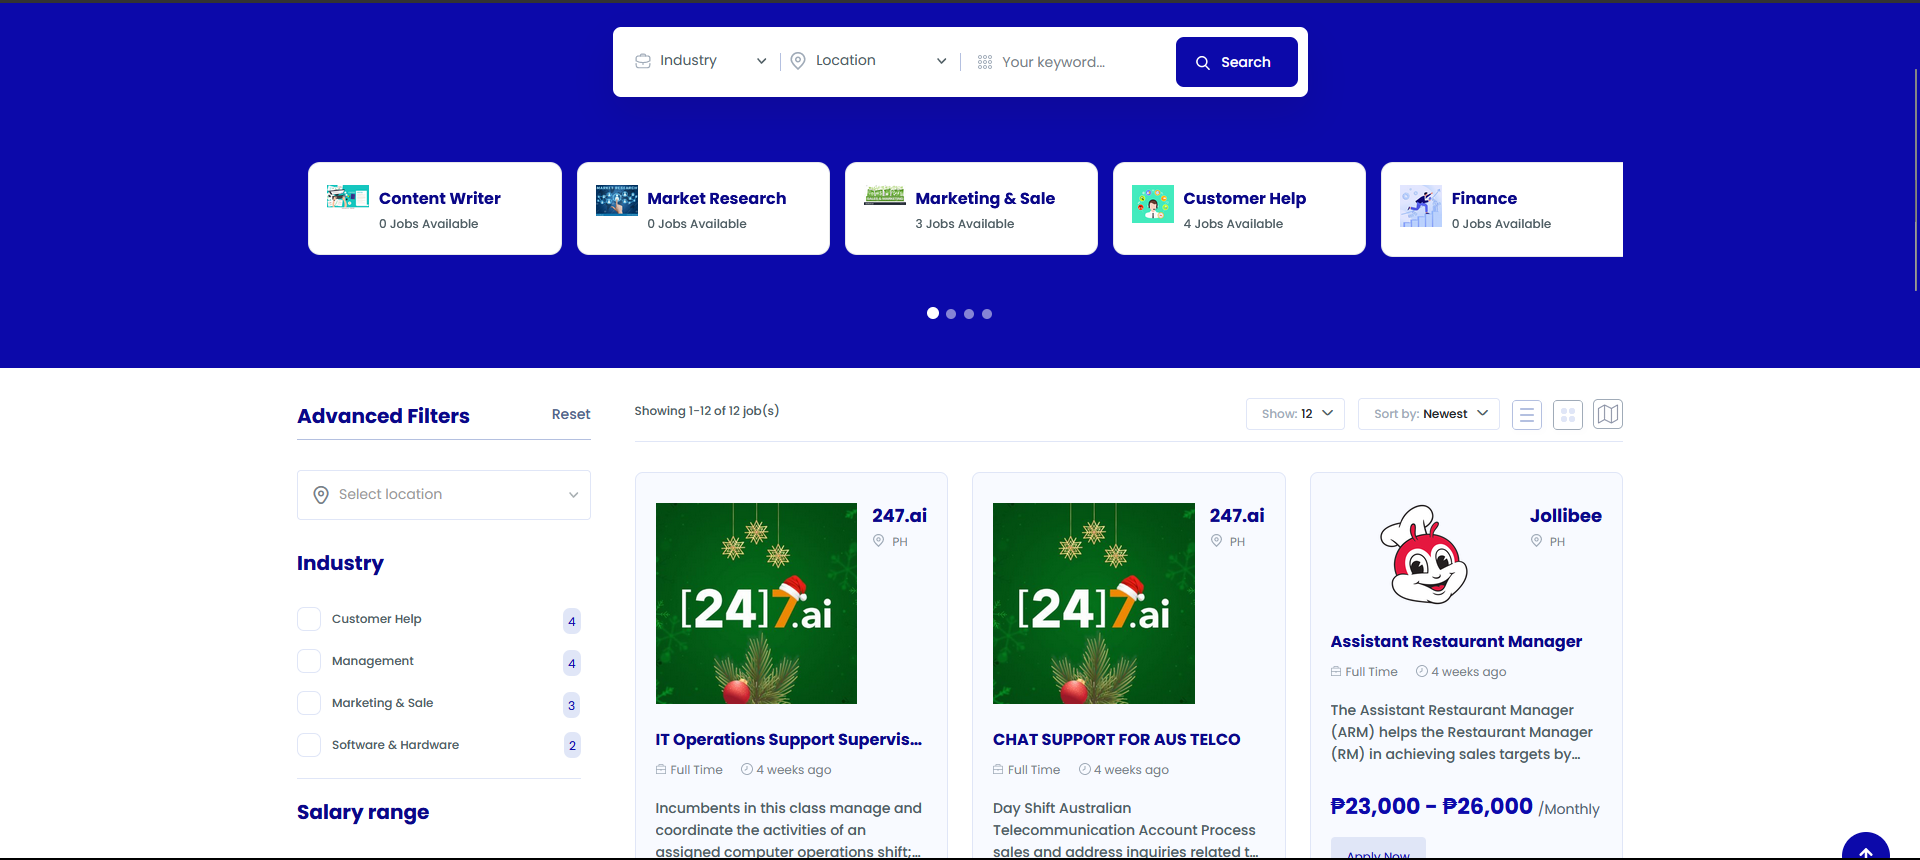 Industry
Location
Your keyword...
Search
Content Writer
0 Jobs Available
MARKET RESEARCH
Market Research
0 Jobs Available
Marketing & Sale
3 Jobs Available
Customer Help
4 Jobs Available
Finance
0 Jobs Available
Advanced Filters
Reset
Showing 1-12 of 12 job(s)
Show: 12
Sort by: Newest
Select location
Industry
Customer Help 4
Management 4
Marketing & Sale 3
Software & Hardware 2
Salary range
[24]7.ai
247.ai
PH
IT Operations Support Supervis...
Full Time 4 weeks ago
Incumbents in this class manage and
coordinate the activities of an
assigned computer operations shift;...
[24]7.ai
247.ai
PH
CHAT SUPPORT FOR AUS TELCO
Full Time 4 weeks ago
Day Shift Australian
Telecommunication Account Process
sales and address inquiries related t...
Jollibee
PH
Assistant Restaurant Manager
Full Time 4 weeks ago
The Assistant Restaurant Manager
(ARM) helps the Restaurant Manager
(RM) in achieving sales targets by...
₱23,000 - ₱26,000 /Monthly
Apply Now